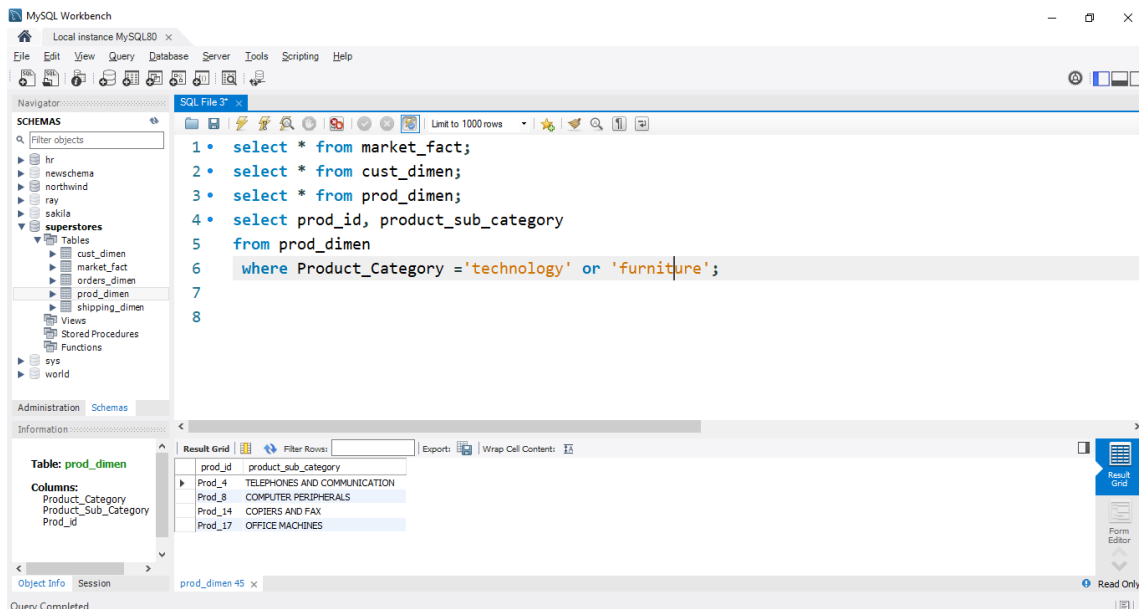 MySQL Workbench
Local instance MySQL80 ×
File Edit View Query Database Server Tools Scripting Help
Navigator
SQL File 3* ×
SCHEMAS
Limit to 1000 rows
Filter objects
hr
newschema
northwind
ray
sakila
superstores
Tables
cust_dimen
market_fact
orders_dimen
prod_dimen
shipping_dimen
Views
Stored Procedures
Functions
sys
world
1 select * from market_fact;
2 select * from cust_dimen;
3 select * from prod_dimen;
4 select prod_id, product_sub_category
5 from prod_dimen
6 where Product_Category ='technology' or 'furniture';
7
8
Administration Schemas
Information
Table: prod_dimen
Columns:
Product_Category
Product_Sub_Category
Prod_id
Object Info Session
Result Grid Filter Rows: Export: Wrap Cell Content:
prod_id product_sub_category
Prod_4 TELEPHONES AND COMMUNICATION
Prod_8 COMPUTER PERIPHERALS
Prod_14 COPIERS AND FAX
Prod_17 OFFICE MACHINES
Result
Grid
Form
Editor
prod_dimen 45 ×
Read Only
Query Completed